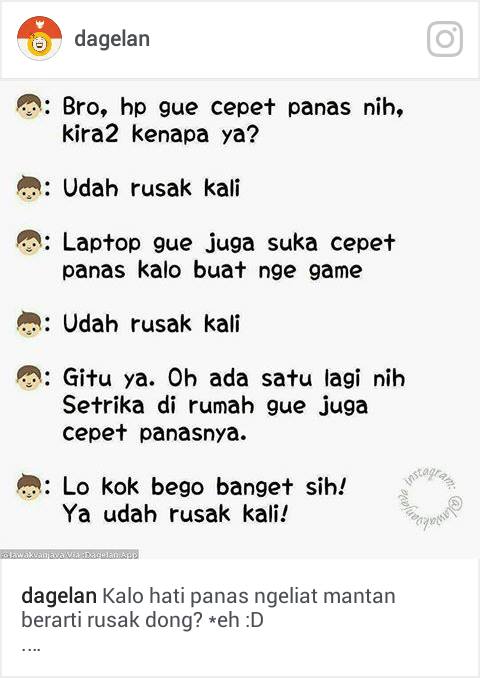 dagelan
: Bro, hp gue cepet panas nih,
kira2 kenapa ya?
: Udah rusak kali
: Laptop gue juga suka cepet
panas kalo buat nge game
: Udah rusak kali
: Gitu ya. Oh ada satu lagi nih
Setrika di rumah gue juga
cepet panasnya.
: Lo kok bego banget sih!
Ya udah rusak kali!
instagram:
@lawakvanjava
@lawakvanjava Via :Dagelan App
dagelan Kalo hati panas ngeliat mantan
berarti rusak dong? *eh :D
....